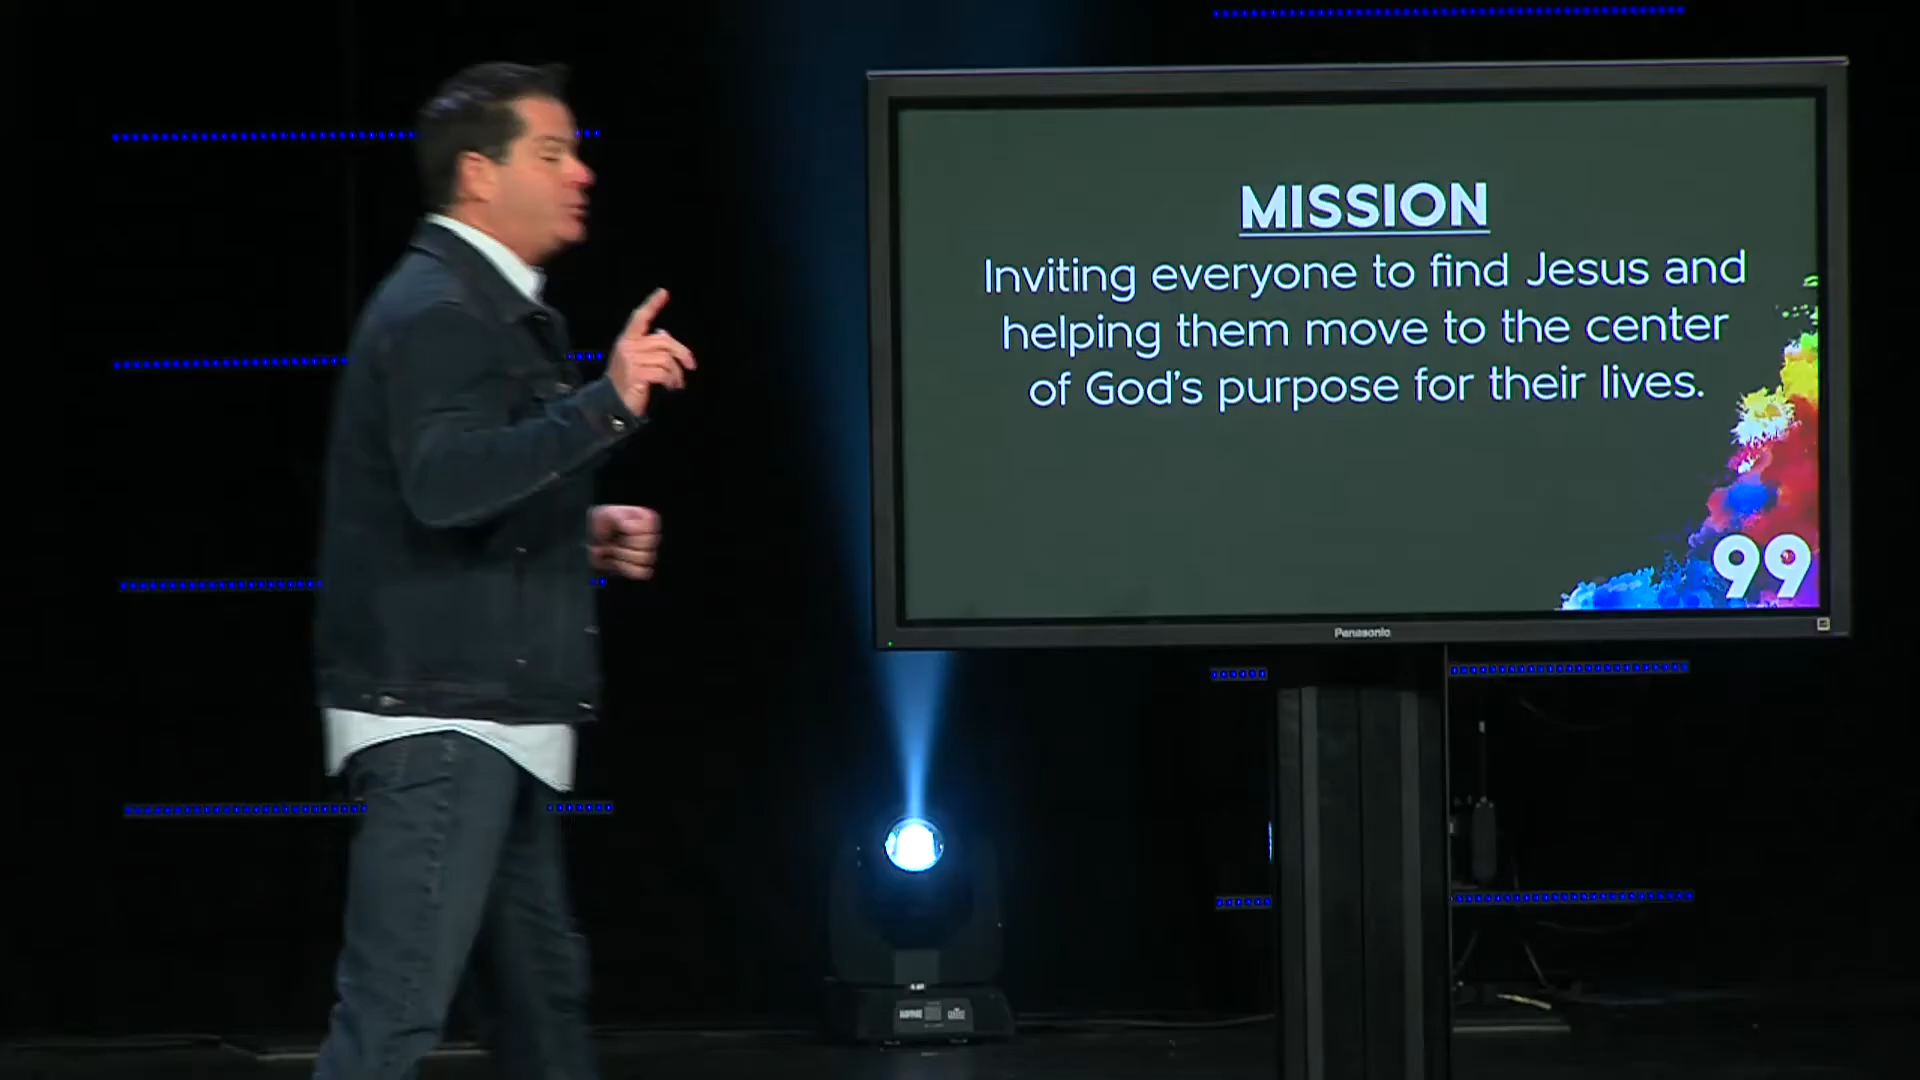 MISSION
Inviting everyone to find Jesus and
helping them move to the center
of God's purpose for their lives.
99
Panasonic